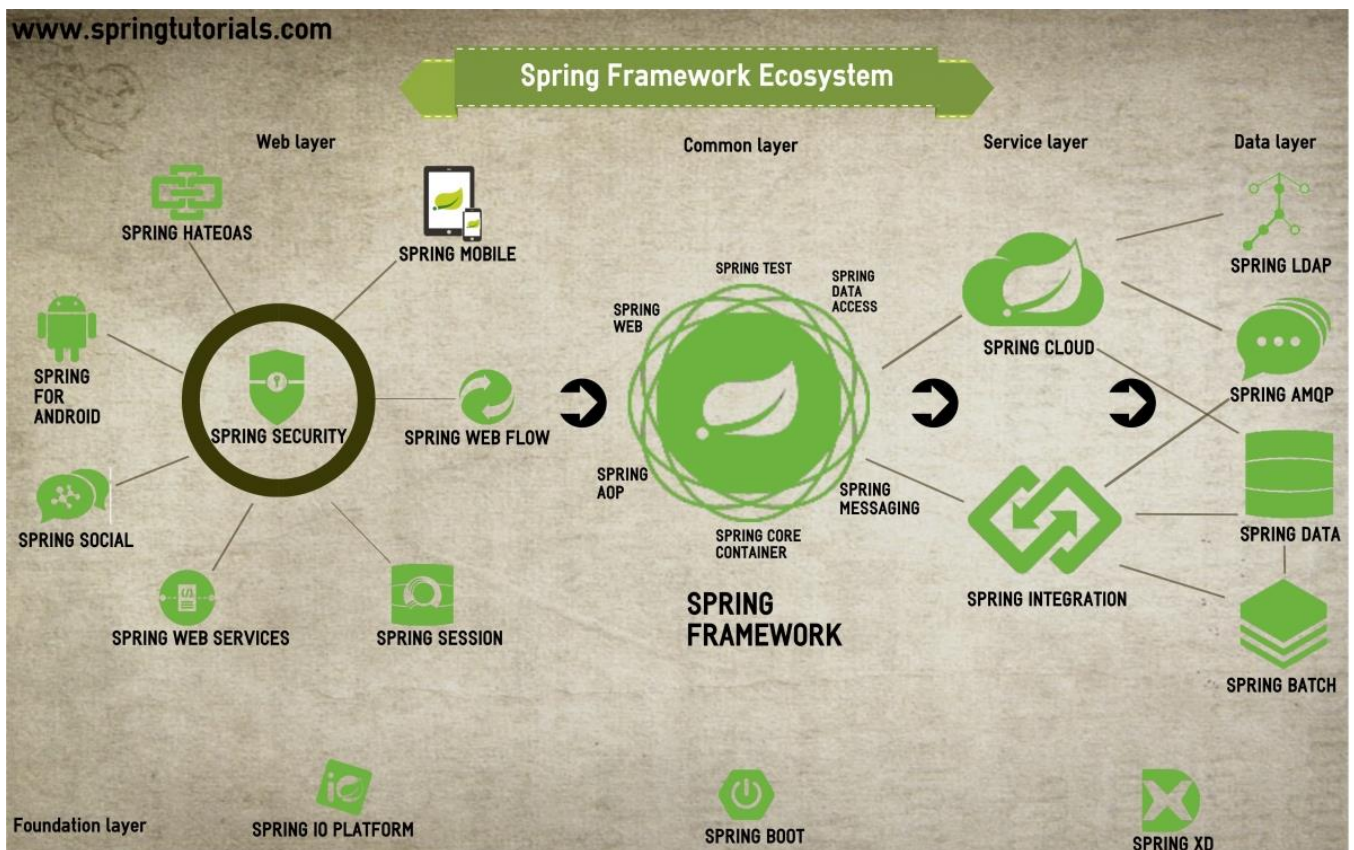 www.springtutorials.com
Spring Framework Ecosystem
Web layer
Common layer
Service layer
Data layer
SPRING HATEOAS
SPRING MOBILE
SPRING
FOR
ANDROID
SPRING SECURITY
SPRING WEB FLOW
SPRING SOCIAL
SPRING WEB SERVICES
SPRING SESSION
SPRING TEST
SPRING
DATA
ACCESS
SPRING
WEB
SPRING
AOP
SPRING
MESSAGING
SPRING CORE
CONTAINER
SPRING
FRAMEWORK
SPRING CLOUD
SPRING INTEGRATION
SPRING LDAP
SPRING AMQP
SPRING DATA
SPRING BATCH
Foundation layer
iO
SPRING IO PLATFORM
SPRING BOOT
XD
SPRING XD